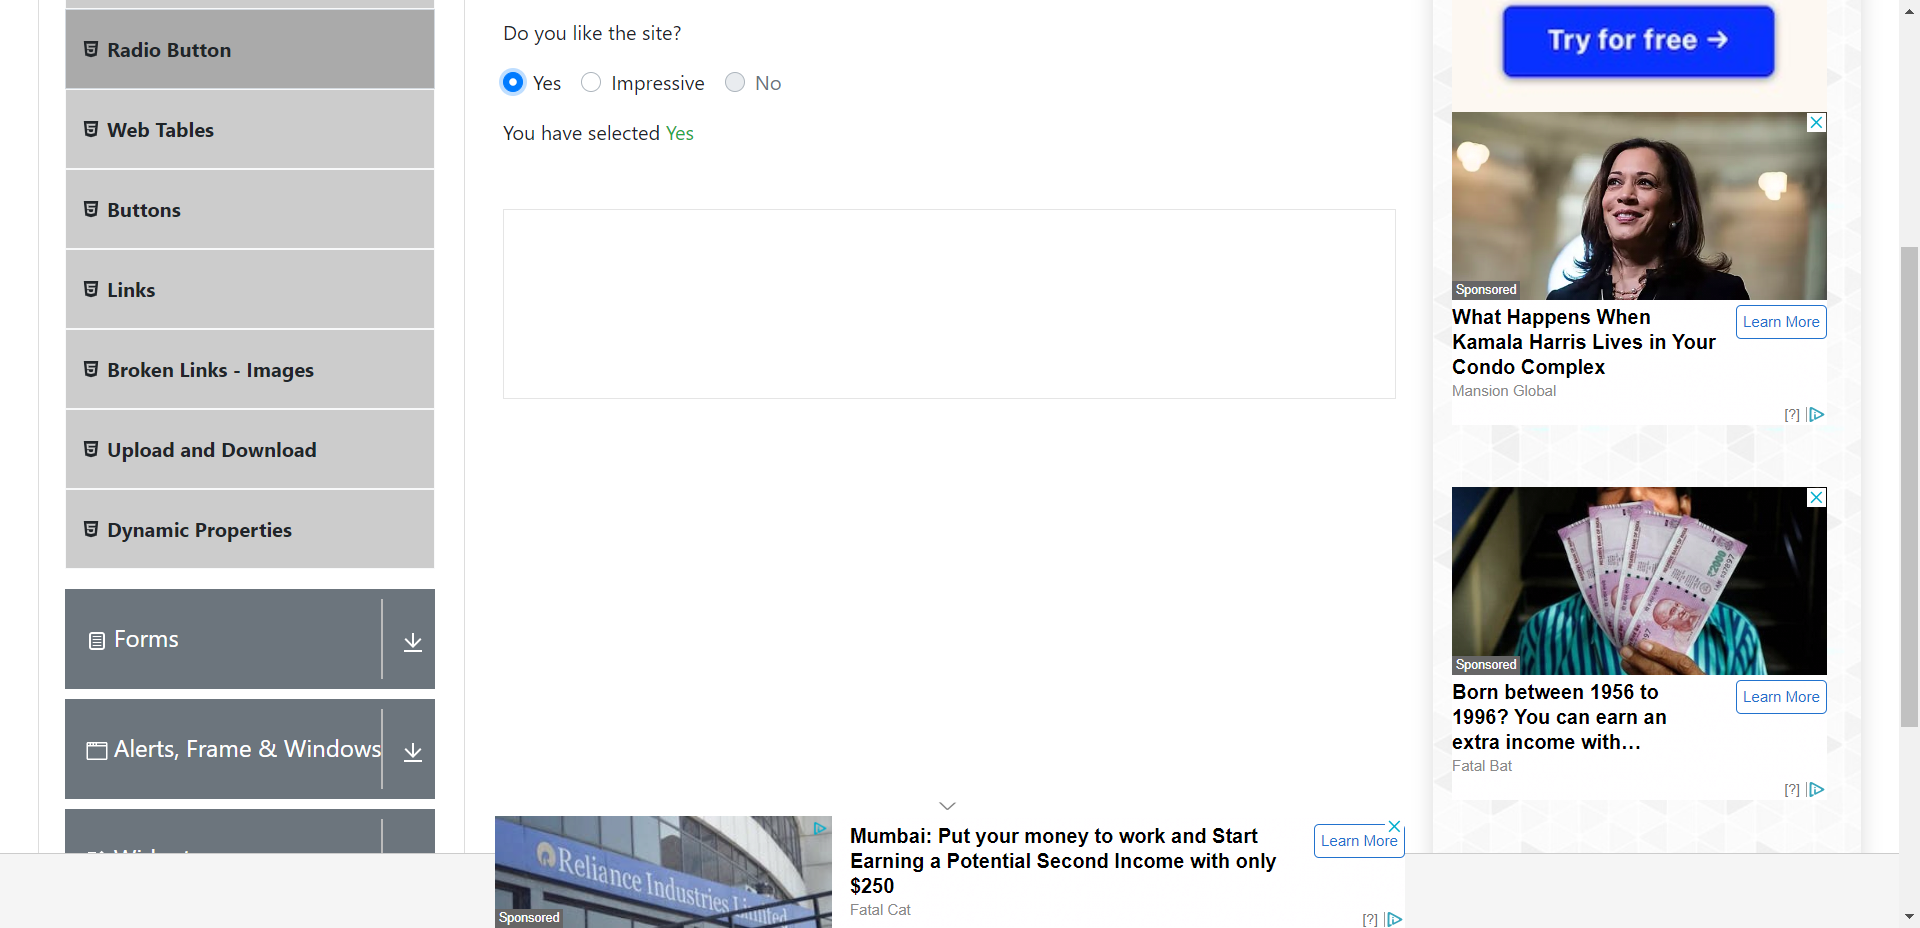 Radio Button
Web Tables
Buttons
Links
Broken Links - Images
Upload and Download
Dynamic Properties
Forms
Alerts, Frame & Windows
Do you like the site?
Yes Impressive No
You have selected Yes
Try for free →
Sponsored
What Happens When
Kamala Harris Lives in Your
Condo Complex
Learn More
Mansion Global
[?]
₹2000
Sponsored
Born between 1956 to
1996? You can earn an
extra income with…
Learn More
Fatal Bat
[?]
Reliance Industries Limited
Sponsored
Mumbai: Put your money to work and Start
Earning a Potential Second Income with only
$250
Learn More
Fatal Cat
[?]